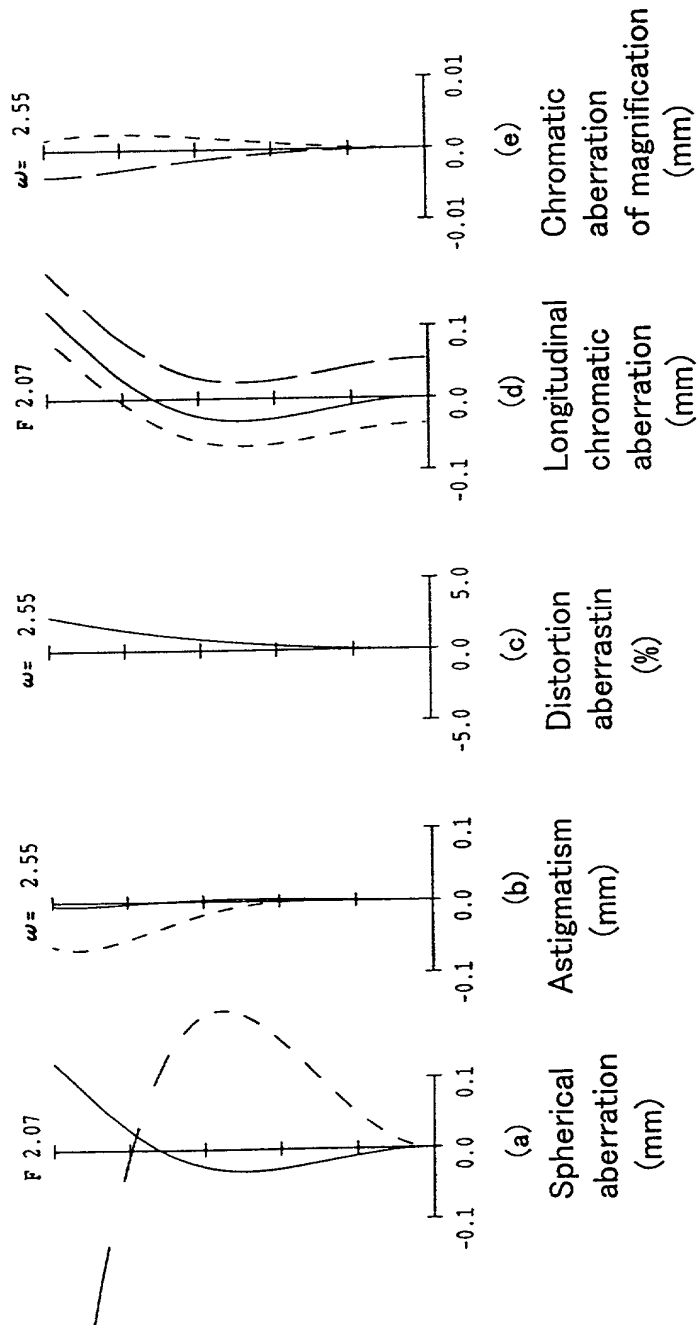 F 2.07
-0.1 0.0 0.1
(a)
Spherical
aberration
(mm)
ω= 2.55
-0.1 0.0 0.1
(b)
Astigmatism
(mm)
ω= 2.55
-5.0 0.0 5.0
(c)
Distortion
aberrastin
(%)
F 2.07
-0.1 0.0 0.1
(d)
Longitudinal
chromatic
aberration
(mm)
ω= 2.55
-0.01 0.0 0.01
(e)
Chromatic
aberration
of magnification
(mm)